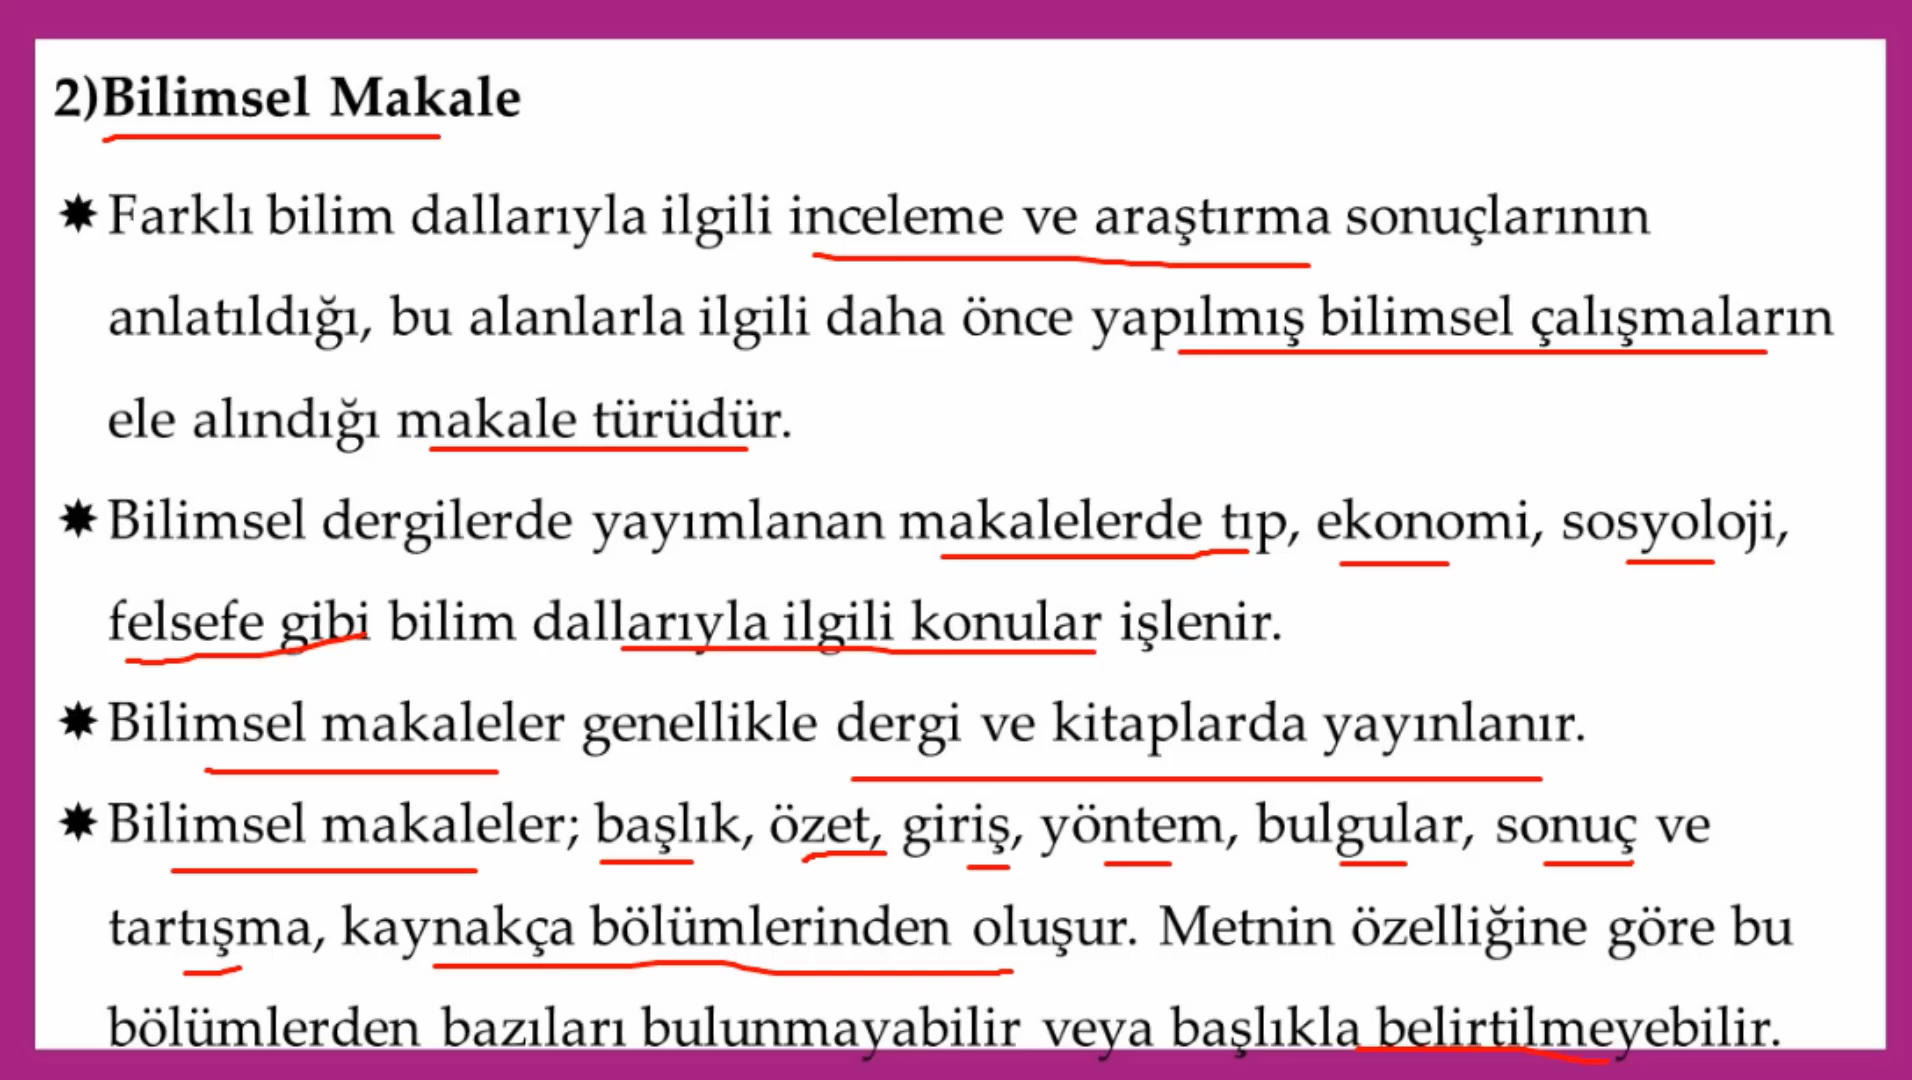 2)Bilimsel Makale
✸ Farklı bilim dallarıyla ilgili inceleme ve araştırma sonuçlarının
anlatıldığı, bu alanlarla ilgili daha önce yapılmış bilimsel çalışmaların
ele alındığı makale türüdür.
✸ Bilimsel dergilerde yayımlanan makalelerde tıp, ekonomi, sosyoloji,
felsefe gibi bilim dallarıyla ilgili konular işlenir.
✸ Bilimsel makaleler genellikle dergi ve kitaplarda yayınlanır.
✸ Bilimsel makaleler; başlık, özet, giriş, yöntem, bulgular, sonuç ve
tartışma, kaynakça bölümlerinden oluşur. Metnin özelliğine göre bu
bölümlerden bazıları bulunmayabilir veya başlıkla belirtilmeyebilir.